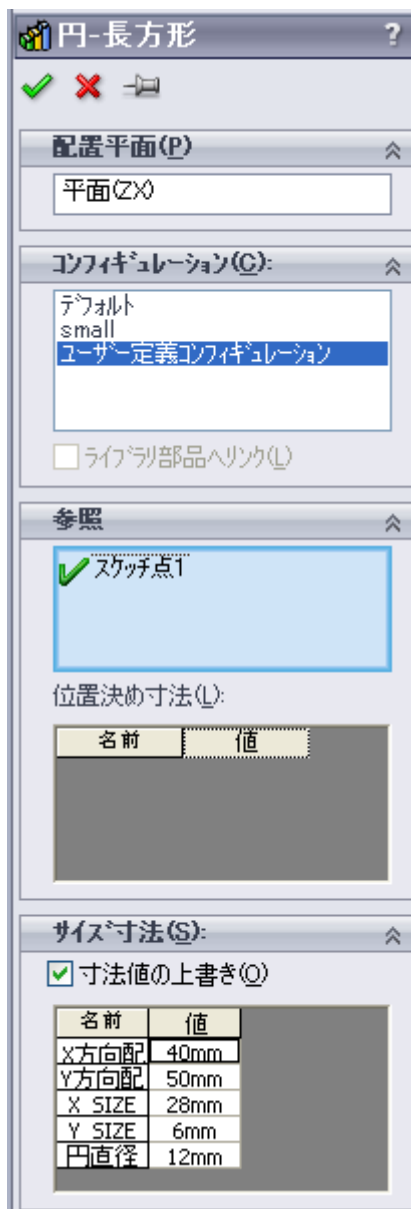 円-長方形 ?
配置平面(P)
平面(ZX)
コンフィギュレーション(C):
デフォルト
small
ユーザー定義コンフィギュレーション
ライブラリ部品へリンク(L)
参照
スケッチ点1
位置決め寸法(L):
名前 値
サイズ寸法(S):
寸法値の上書き(O)
名前 値
X方向配 40mm
Y方向配 50mm
X SIZE 28mm
Y SIZE 6mm
円直径 12mm